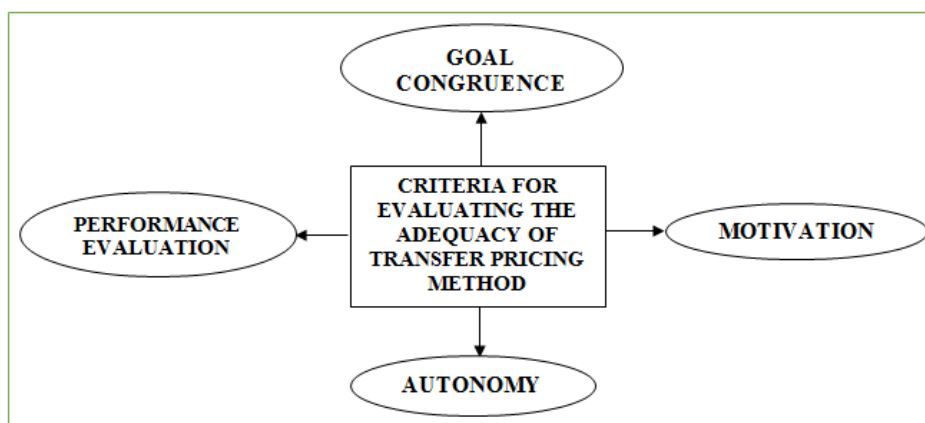 GOAL
CONGRUENCE
CRITERIA FOR
EVALUATING THE
ADEQUACY OF
TRANSFER PRICING
METHOD
PERFORMANCE
EVALUATION
MOTIVATION
AUTONOMY